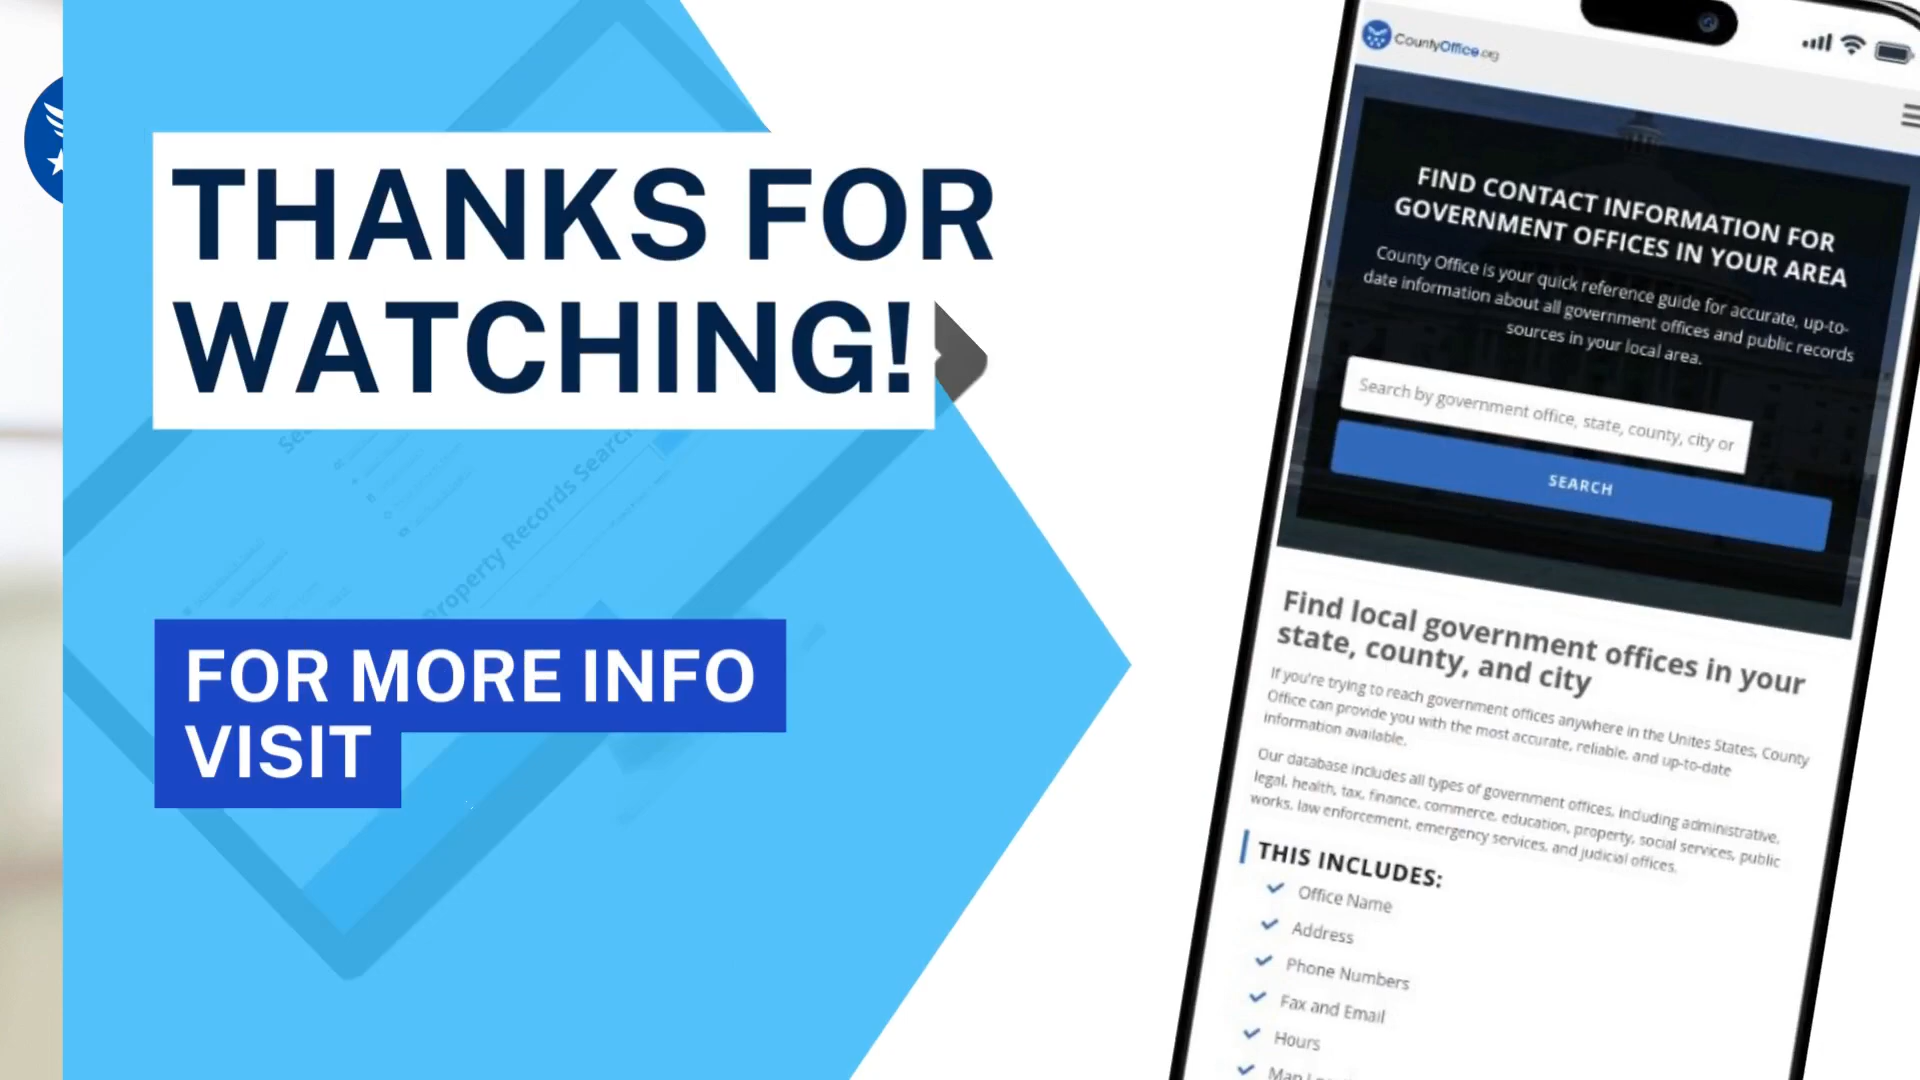 THANKS FOR
WATCHING!
Property Records Search
FOR MORE INFO
VISIT
CountyOffice.org
FIND CONTACT INFORMATION FOR
GOVERNMENT OFFICES IN YOUR AREA
County Office is your quick reference guide for accurate, up-to-
date information about all government offices and public records
sources in your local area.
Search by government office, state, county, city or
SEARCH
Find local government offices in your
state, county, and city
If you're trying to reach government offices anywhere in the Unites States, County
Office can provide you with the most accurate, reliable, and up-to-date
information available.
Our database includes all types of government offices, including administrative,
legal, health, tax, finance, commerce, education, property, social services, public
works, law enforcement, emergency services, and judicial offices.
THIS INCLUDES:
Office Name
Address
Phone Numbers
Fax and Email
Hours
Map